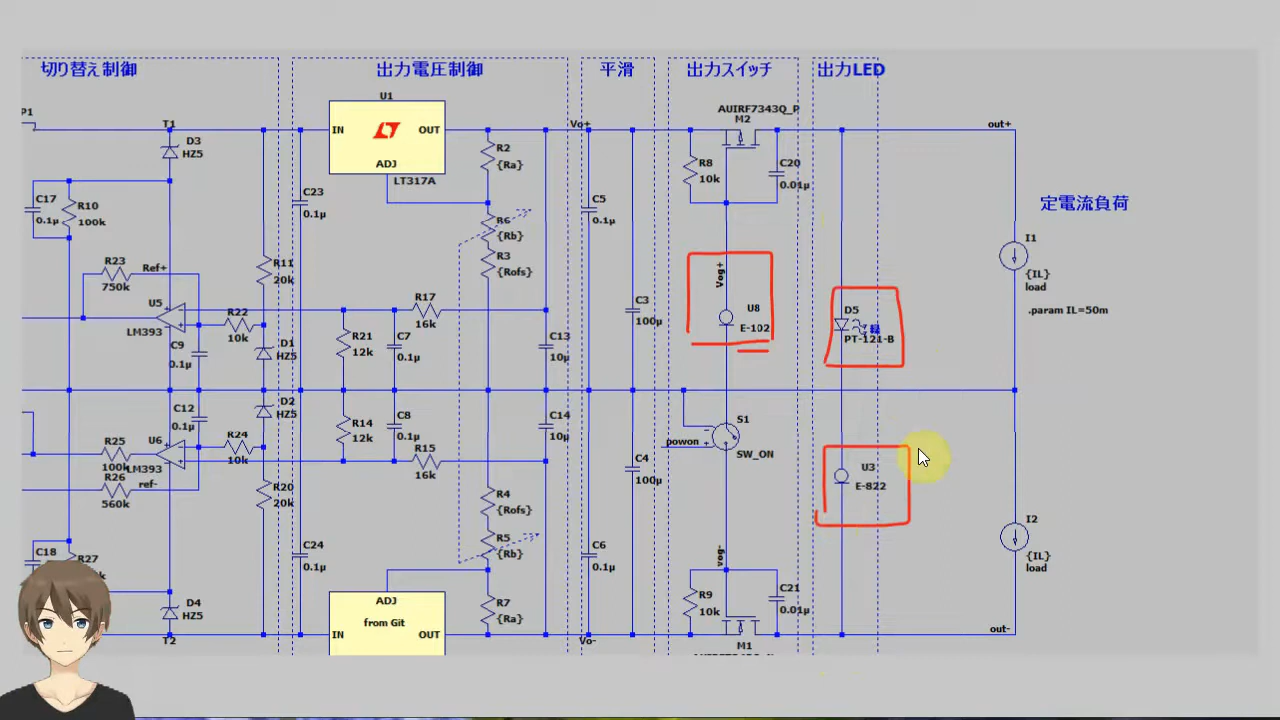 切り替え制御
出力電圧制御
平滑
出力スイッチ
出力LED
P1
T1
D3
HZ5
U1
IN
OUT
ADJ
LT317A
Vo+
AUIRF7343Q_P
M2
out+
C17
0.1µ
R10
100k
C23
0.1µ
R2
{Ra}
R6
{Rb}
R3
{Rofs}
C5
0.1µ
R8
10k
C20
0.01µ
定電流負荷
R23
750k
Ref+
R11
20k
U5
LM393
R22
10k
C9
0.1µ
D1
HZ5
R21
12k
C7
0.1µ
R17
16k
C13
10µ
C3
100µ
Vog+
U8
E-102
D5
緑
PT-121-B
I1
{IL}
load
.param IL=50m
C12
0.1µ
D2
HZ5
R14
12k
C8
0.1µ
R15
16k
C14
10µ
C4
100µ
powon
S1
SW_ON
R25
100k
U6
LM393
R24
10k
R26
560k
ref-
R20
20k
R4
{Rofs}
R5
{Rb}
U3
E-822
I2
{IL}
load
C18
R27
C24
0.1µ
C6
0.1µ
vog-
R9
10k
C21
0.01µ
D4
HZ5
T2
ADJ
from Git
IN
OUT
R7
{Ra}
Vo-
M1
out-